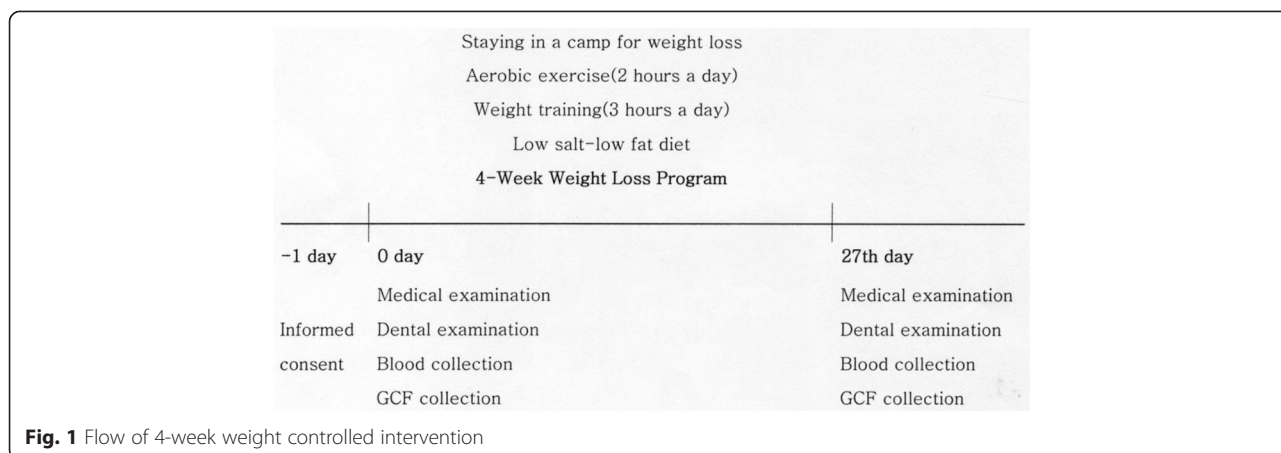 Staying in a camp for weight loss
Aerobic exercise(2 hours a day)
Weight training(3 hours a day)
Low salt-low fat diet
4-Week Weight Loss Program
-1 day 0 day 27th day
Medical examination Medical examination
Informed Dental examination Dental examination
consent Blood collection Blood collection
GCF collection GCF collection
Fig. 1 Flow of 4-week weight controlled intervention